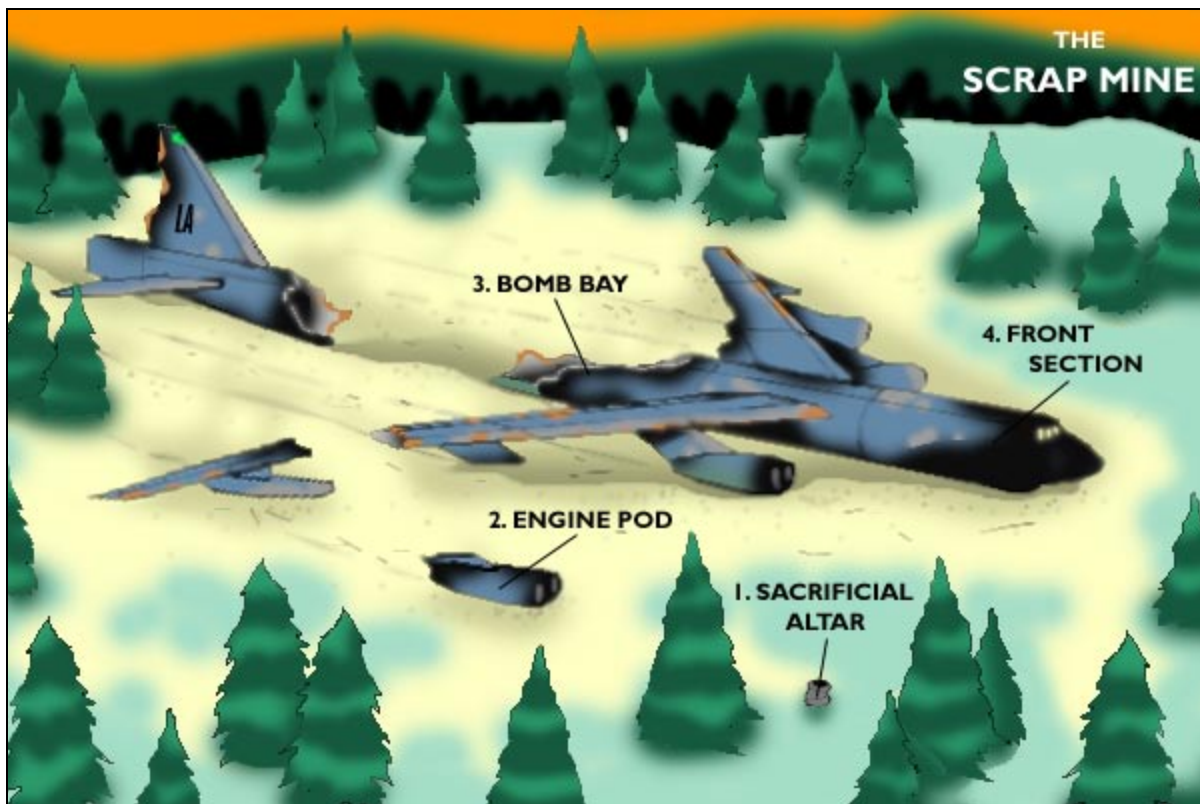 THE
SCRAP MINE
LA
3. BOMB BAY
4. FRONT
SECTION
2. ENGINE POD
1. SACRIFICIAL
ALTAR